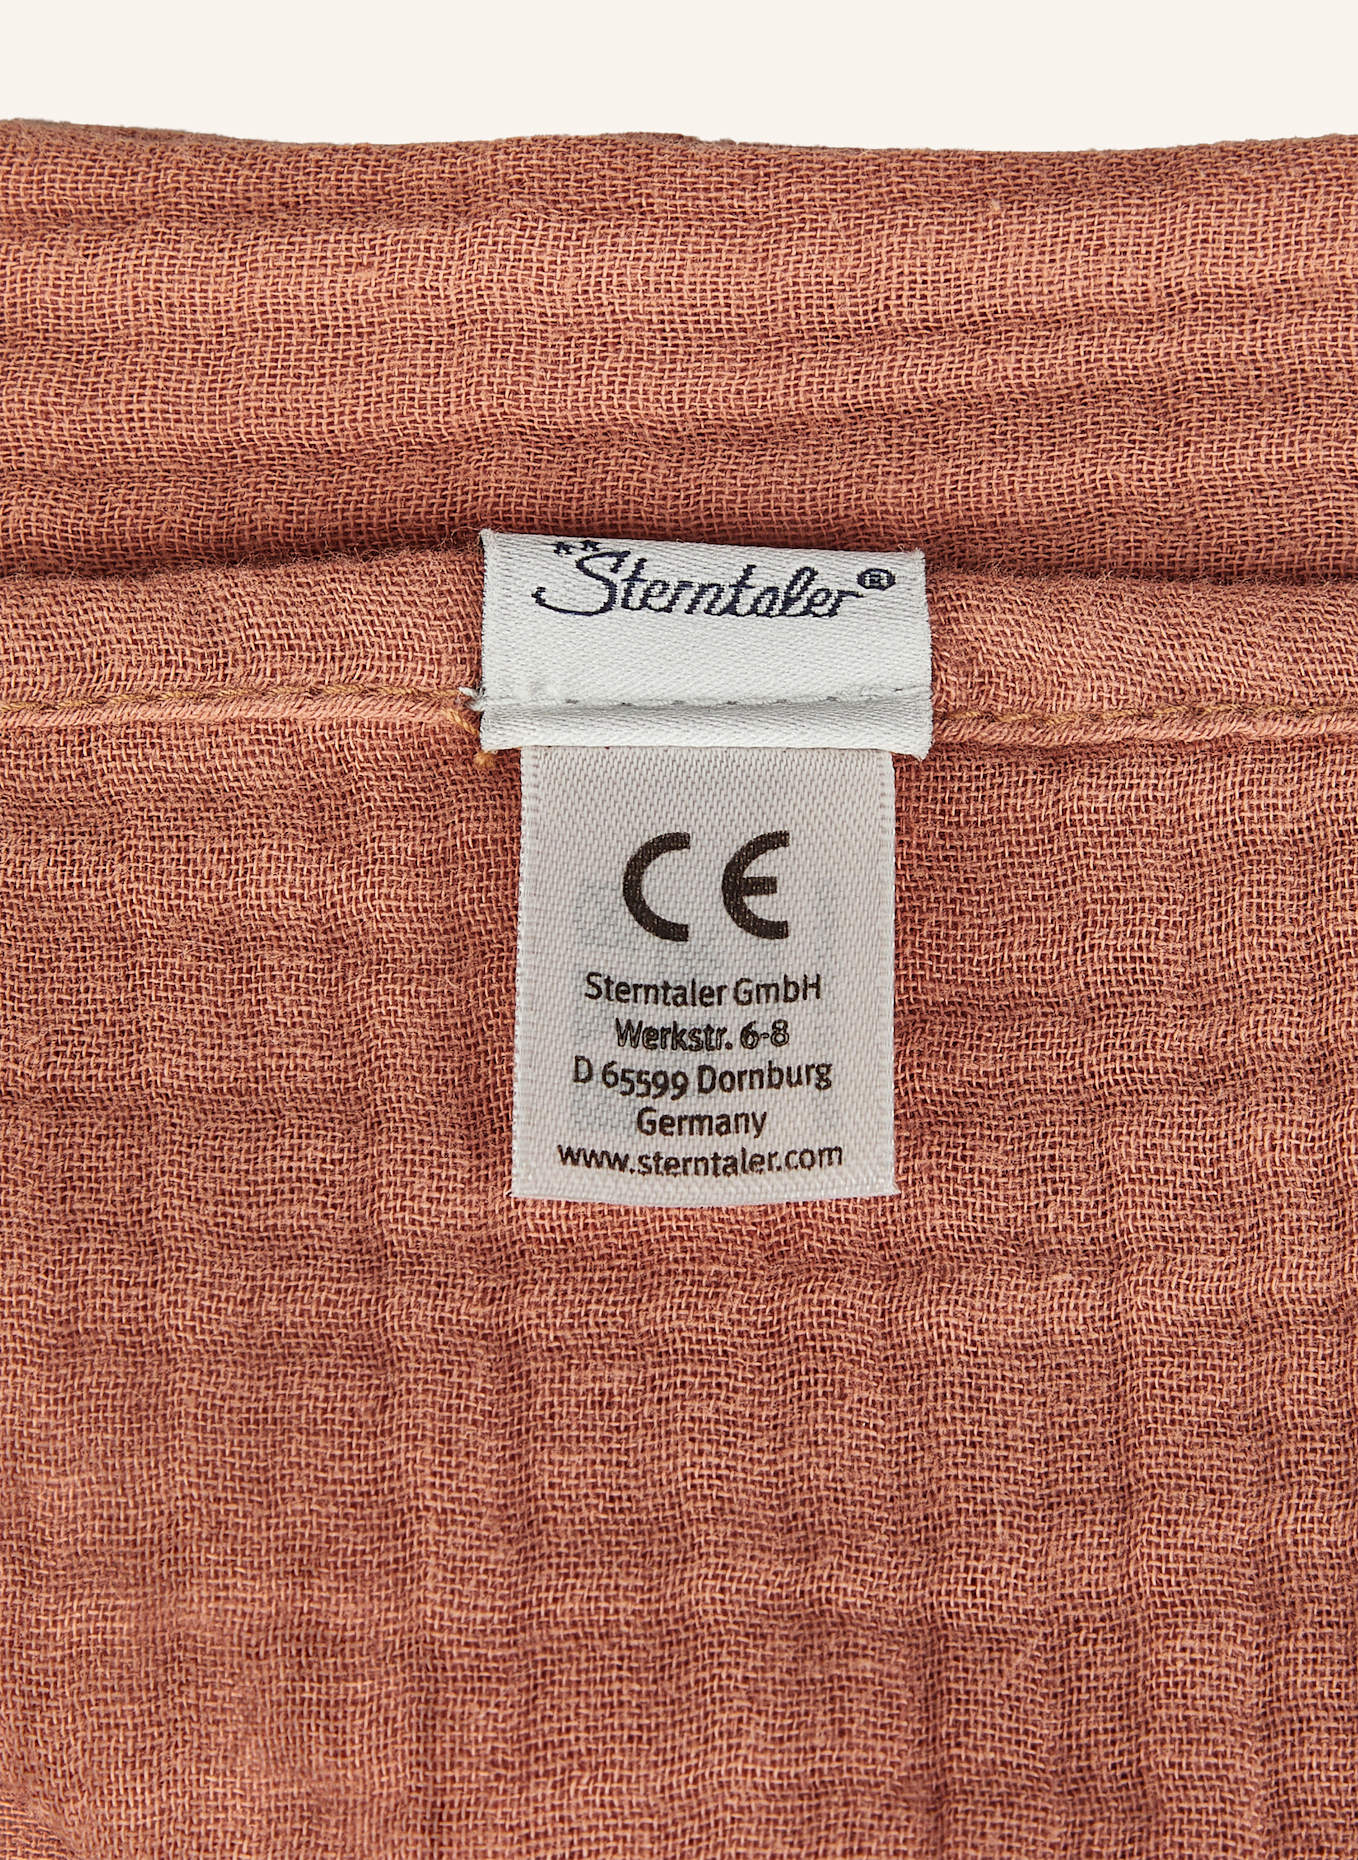 Sterntaler®
CE
Sterntaler GmbH
Werkstr. 6-8
D 65599 Dornburg
Germany
www.sterntaler.com